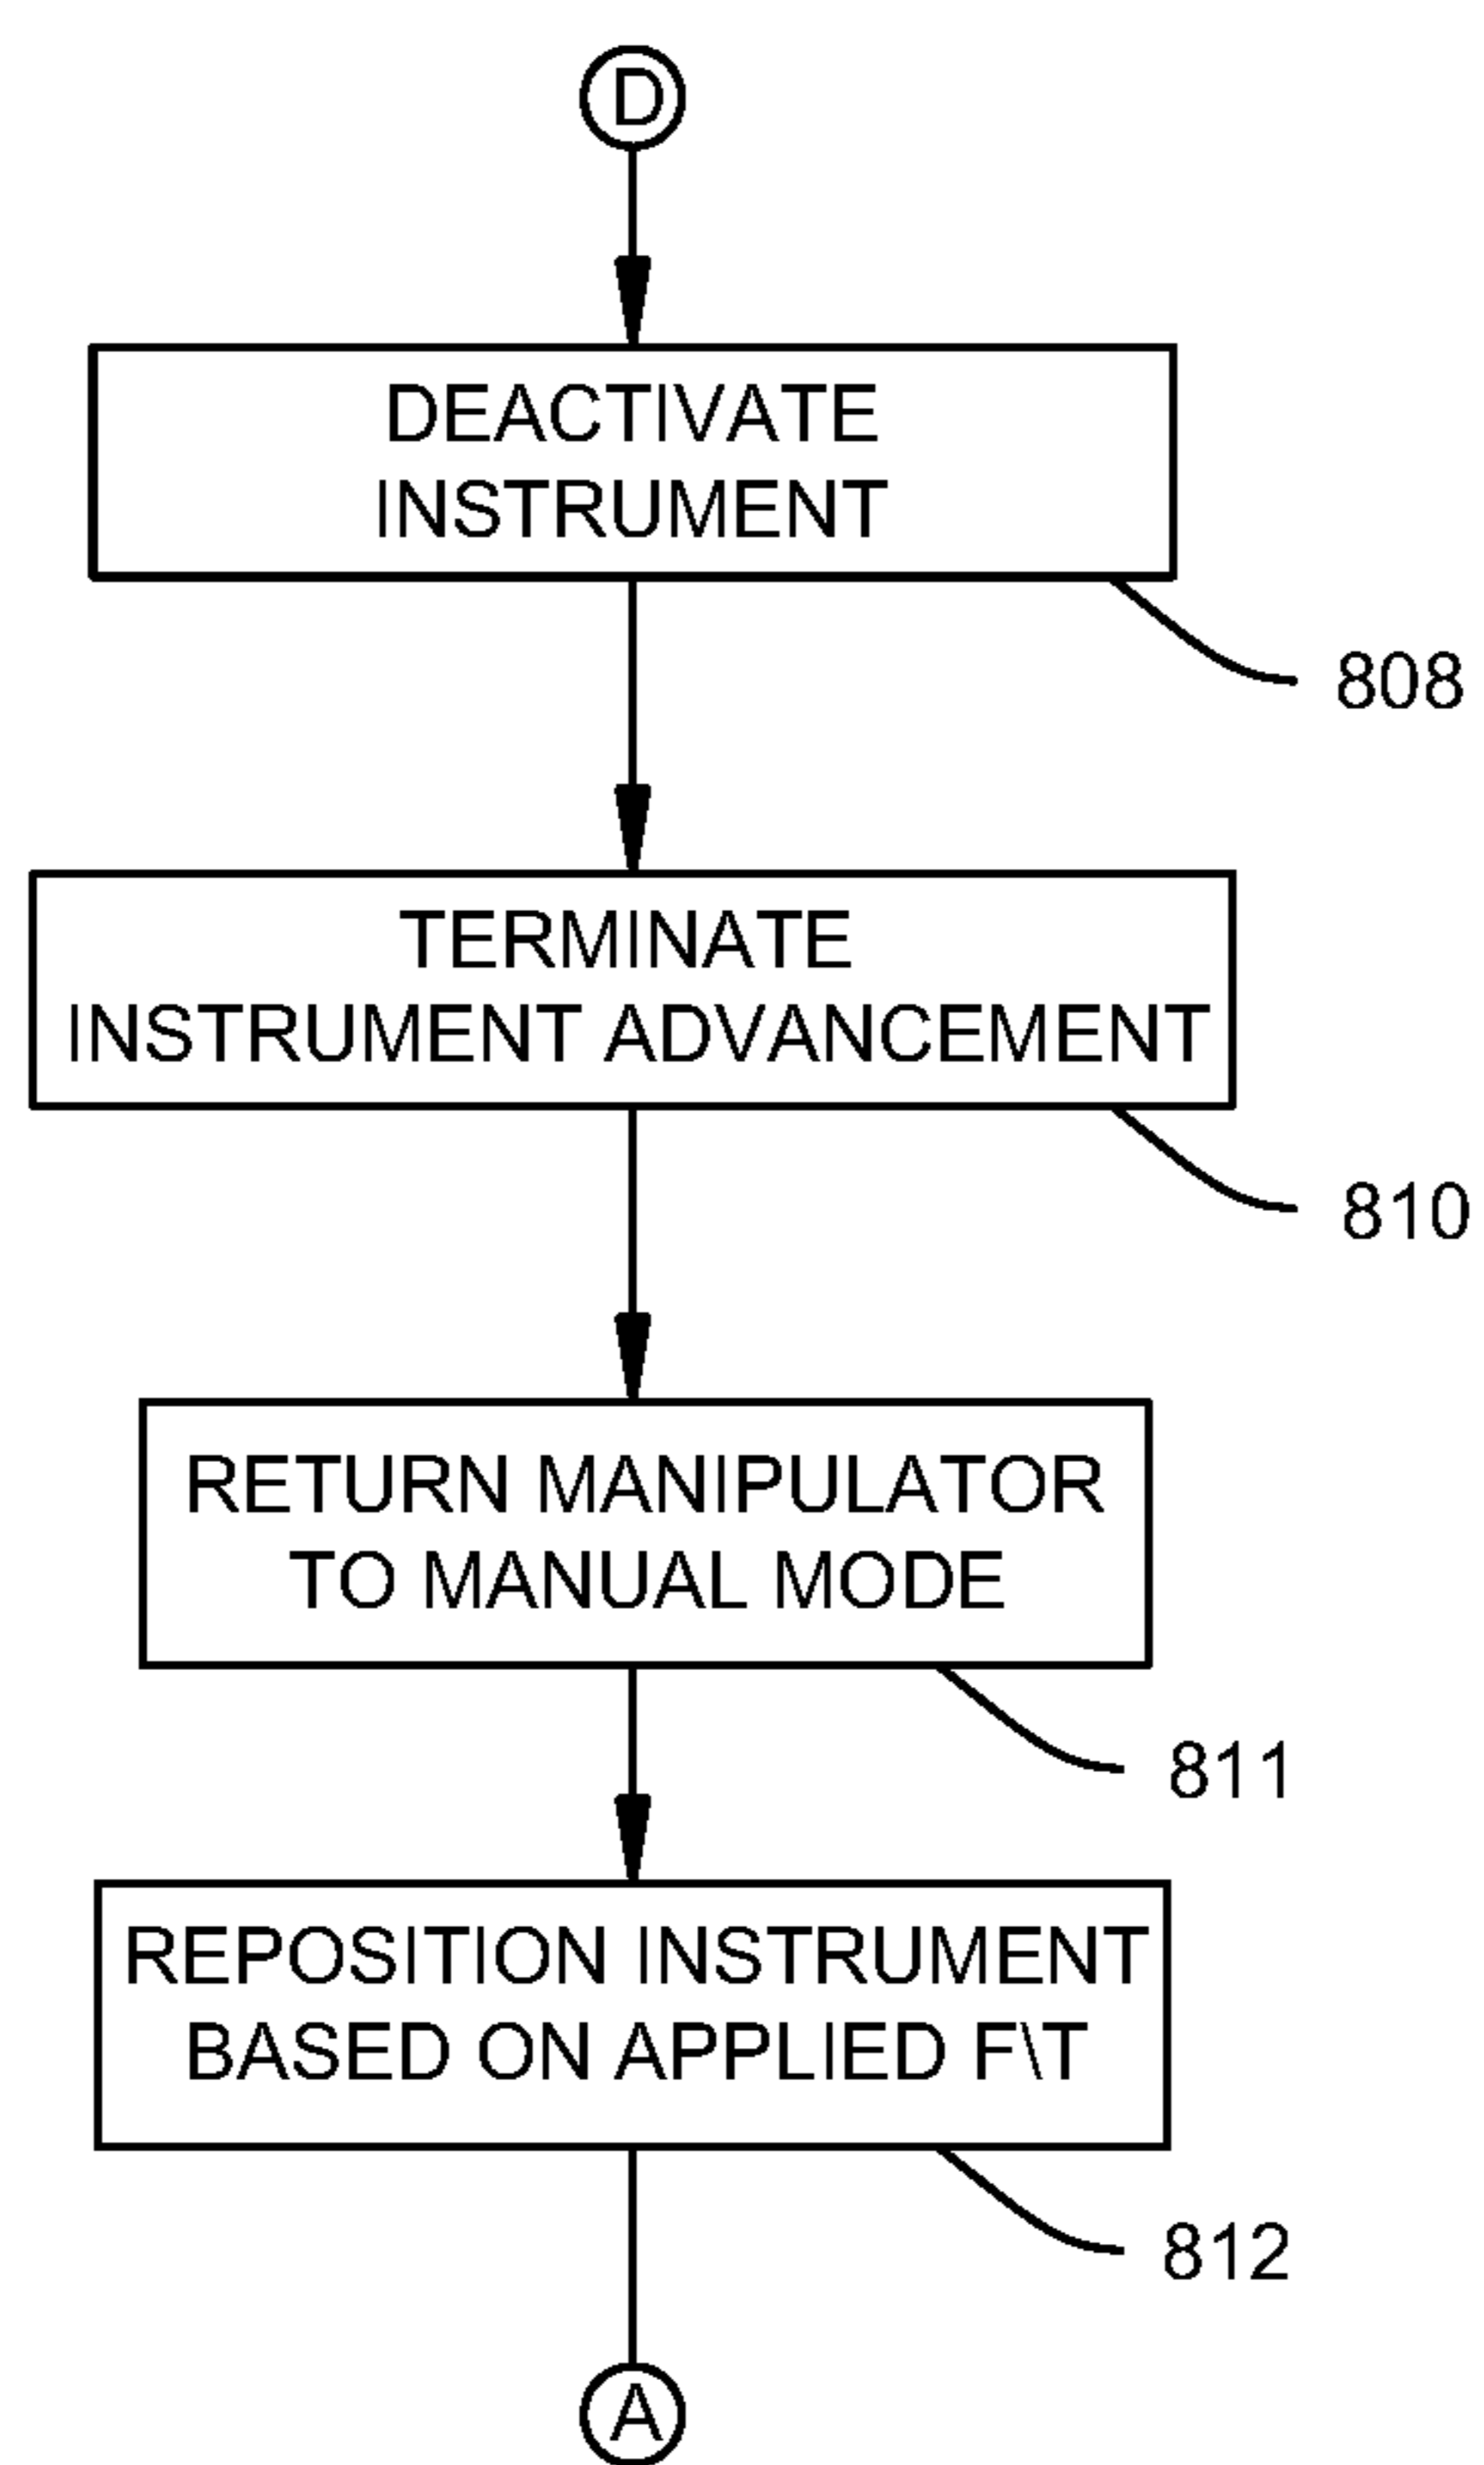 D
DEACTIVATE
INSTRUMENT
808
TERMINATE
INSTRUMENT ADVANCEMENT
810
RETURN MANIPULATOR
TO MANUAL MODE
811
REPOSITION INSTRUMENT
BASED ON APPLIED F\T
812
A